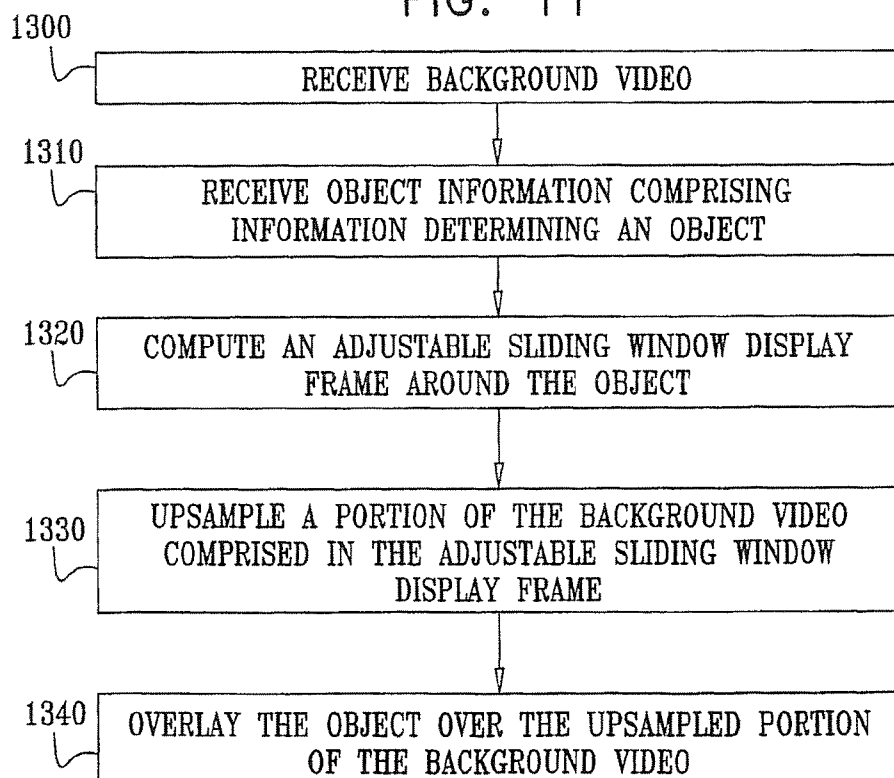 FIG. 11
1300
RECEIVE BACKGROUND VIDEO
1310
RECEIVE OBJECT INFORMATION COMPRISING
INFORMATION DETERMINING AN OBJECT
1320
COMPUTE AN ADJUSTABLE SLIDING WINDOW DISPLAY
FRAME AROUND THE OBJECT
1330
UPSAMPLE A PORTION OF THE BACKGROUND VIDEO
COMPRISED IN THE ADJUSTABLE SLIDING WINDOW
DISPLAY FRAME
1340
OVERLAY THE OBJECT OVER THE UPSAMPLED PORTION
OF THE BACKGROUND VIDEO